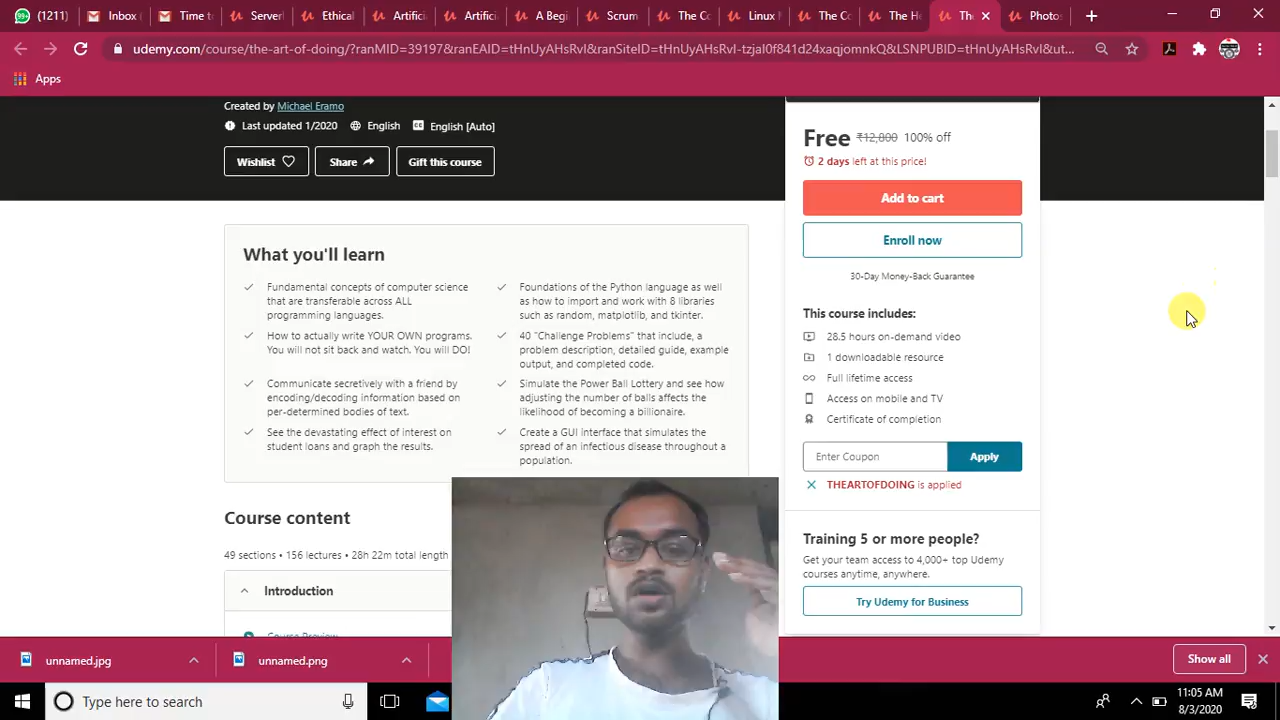 99+ (1211)
Inbox (
Time to
Server
Ethical
Artifici
Artifici
A Begi
Scrum
The Co
Linux
The Co
The He
The
Photos
udemy.com/course/the-art-of-doing/?ranMID=39197&ranEAID=tHnUyAHsRvI&ranSiteID=tHnUyAHsRvI-tzjal0f841d24xaqjomnkQ&LSNPUBID=tHnUyAHsRvI&ut...
Apps
Created by Michael Eramo
Last updated 1/2020 English CC English [Auto]
Wishlist Share Gift this course
Free ₹12,800 100% off
2 days left at this price!
Add to cart
Enroll now
30-Day Money-Back Guarantee
This course includes:
28.5 hours on-demand video
1 downloadable resource
Full lifetime access
Access on mobile and TV
Certificate of completion
Enter Coupon Apply
THEARTOFDOING is applied
Training 5 or more people?
Get your team access to 4,000+ top Udemy
courses anytime, anywhere.
Try Udemy for Business
What you'll learn
Fundamental concepts of computer science
that are transferable across ALL
programming languages.
Foundations of the Python language as well
as how to import and work with 8 libraries
such as random, matpotlib, and tkinter.
How to actually write YOUR OWN programs.
You will not sit back and watch. You will DO!
40 "Challenge Problems" that include, a
problem description, detailed guide, example
output, and completed code.
Communicate secretively with a friend by
encoding/decoding information based on
per-determined bodies of text.
Simulate the Power Ball Lottery and see how
adjusting the number of balls affects the
likelihood of becoming a billionaire.
See the devastating effect of interest on
student loans and graph the results.
Create a GUI interface that simulates the
spread of an infectious disease throughout a
population.
Course content
49 sections • 156 lectures • 28h 22m total length
Introduction
Course Preview
unnamed.jpg
unnamed.png
Show all
Type here to search
11:05 AM
8/3/2020